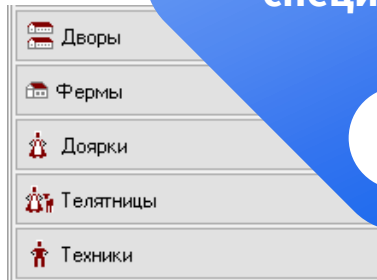 Дворы
Фермы
Доярки
Телятницы
Техники